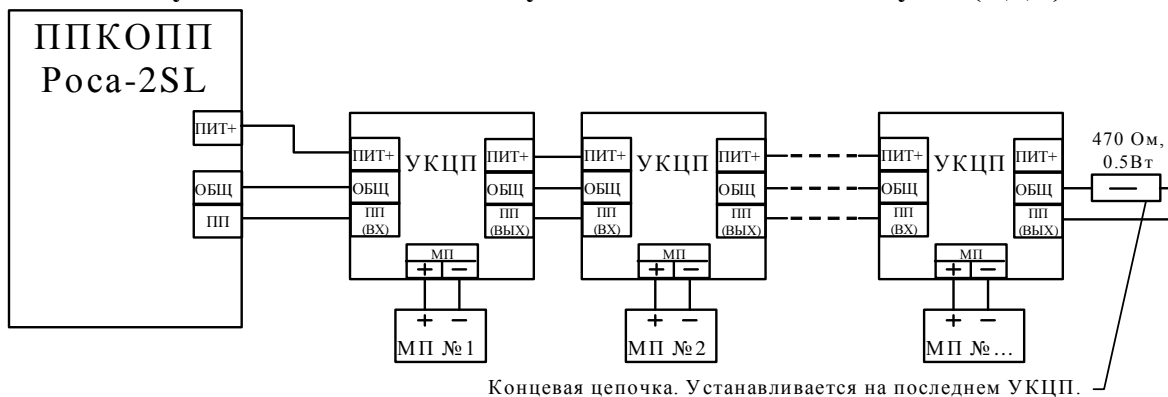 ППКОПП
Роса-2SL
ПИТ+
ОБЩ
ПП
ПИТ+
ОБЩ
ПП
(ВХ)
УКЦП
ПИТ+
ОБЩ
ПП
(ВЫХ)
МП
+ −
+ −
МП №1
ПИТ+
ОБЩ
ПП
(ВХ)
УКЦП
ПИТ+
ОБЩ
ПП
(ВЫХ)
МП
+ −
+ −
МП №2
ПИТ+
ОБЩ
ПП
(ВХ)
УКЦП
ПИТ+
ОБЩ
ПП
(ВЫХ)
МП
+ −
+ −
МП №...
470 Ом,
0.5Вт
Концевая цепочка. Устанавливается на последнем УКЦП.